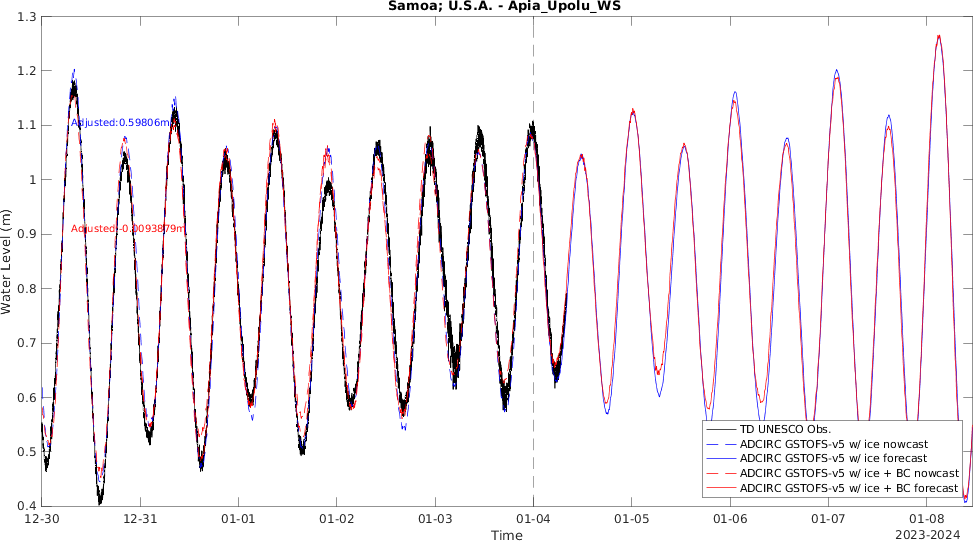 Samoa; U.S.A. - Apia_Upolu_WS
1.3
1.2
1.1
1
0.9
0.8
0.7
0.6
0.5
0.4
Water Level (m)
Adjusted:0.59806m
Adjusted:-0.0093879m
TD UNESCO Obs.
ADCIRC GSTOFS-v5 w/ ice nowcast
ADCIRC GSTOFS-v5 w/ ice forecast
ADCIRC GSTOFS-v5 w/ ice + BC nowcast
ADCIRC GSTOFS-v5 w/ ice + BC forecast
12-30 12-31 01-01 01-02 01-03 01-04 01-05 01-06 01-07 01-08
Time
2023-2024